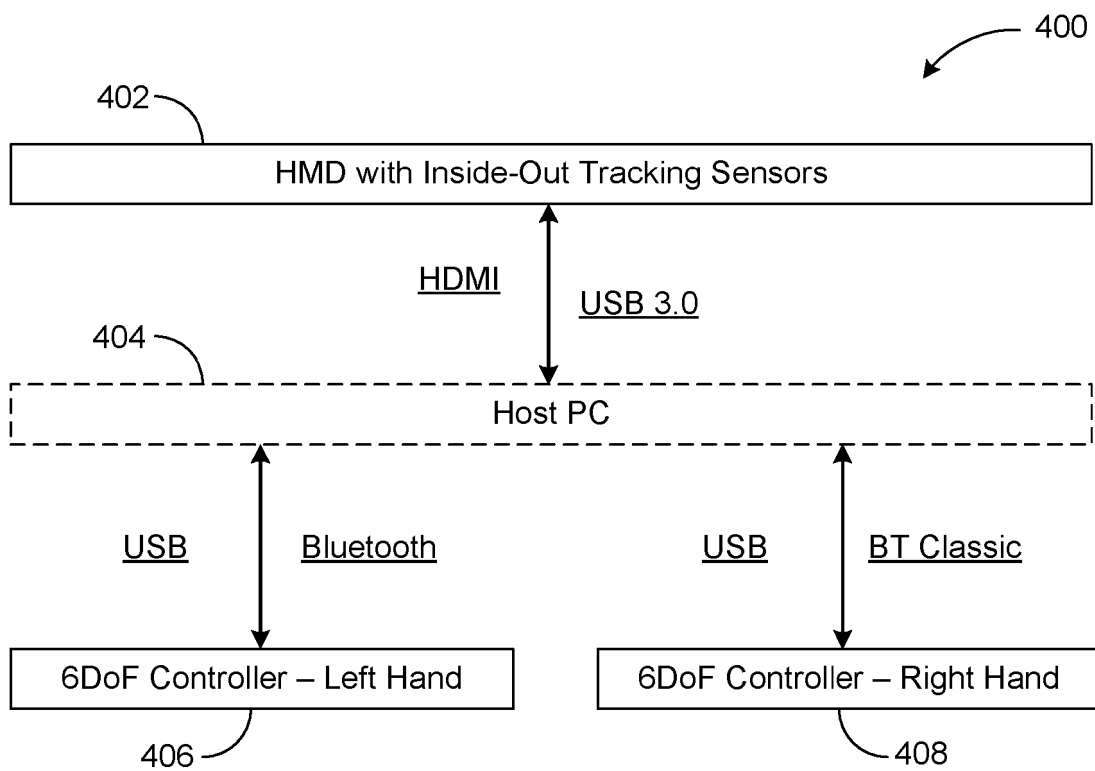 400
402
HMD with Inside-Out Tracking Sensors
HDMI
USB 3.0
404
Host PC
USB Bluetooth USB BT Classic
6DoF Controller – Left Hand 6DoF Controller – Right Hand
406 408